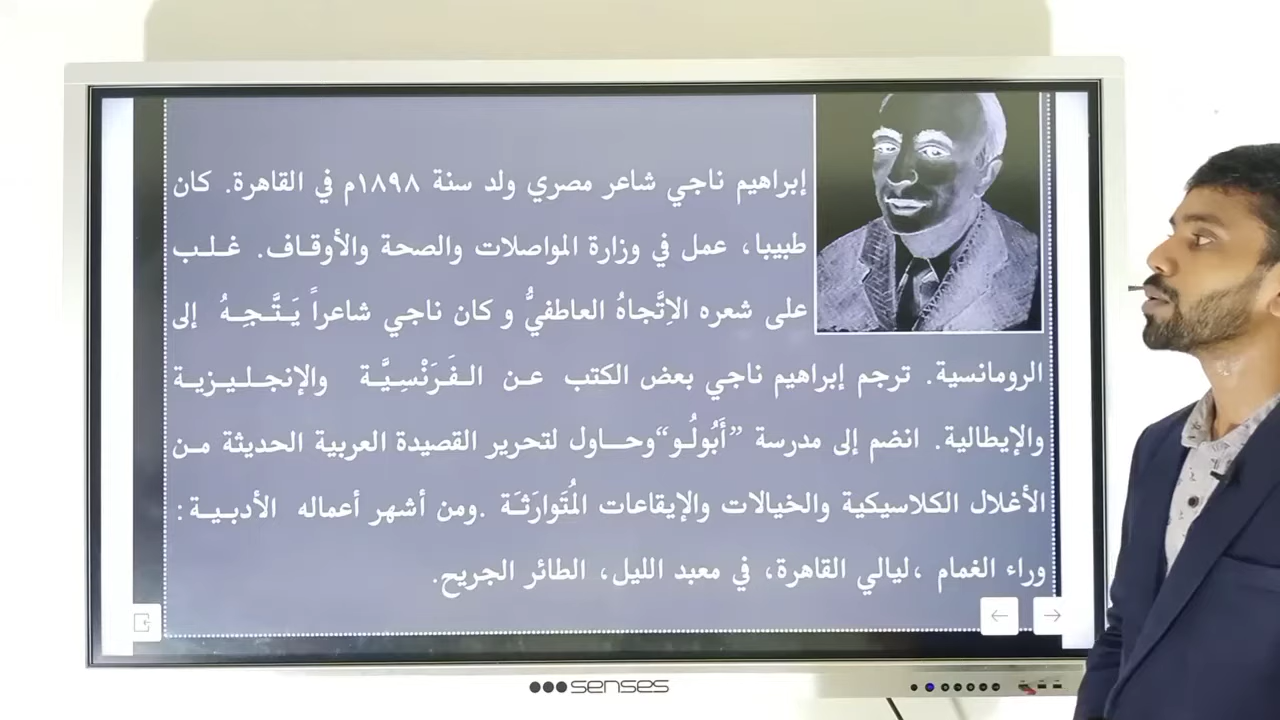 إبراهيم ناجي شاعر مصري ولد سنة ١٨٩٨م في القاهرة. كان
طبيبا، عمل في وزارة المواصلات والصحة والأوقاف. غلب
على شعره الاِتَّجاهُ العاطفيُّ و كان ناجي شاعراً يَتَّجِهُ إلى
الرومانسية. ترجم إبراهيم ناجي بعض الكتب عن الفَرَنْسِيَّة والإنجليزية
والإيطالية. انضم إلى مدرسة ”أَبُولُو“وحاول لتحرير القصيدة العربية الحديثة من
الأغلال الكلاسيكية والخيالات والإيقاعات المُتَوارَثَة .ومن أشهر أعماله الأدبية :
وراء الغمام ،ليالي القاهرة، في معبد الليل، الطائر الجريح.
senses